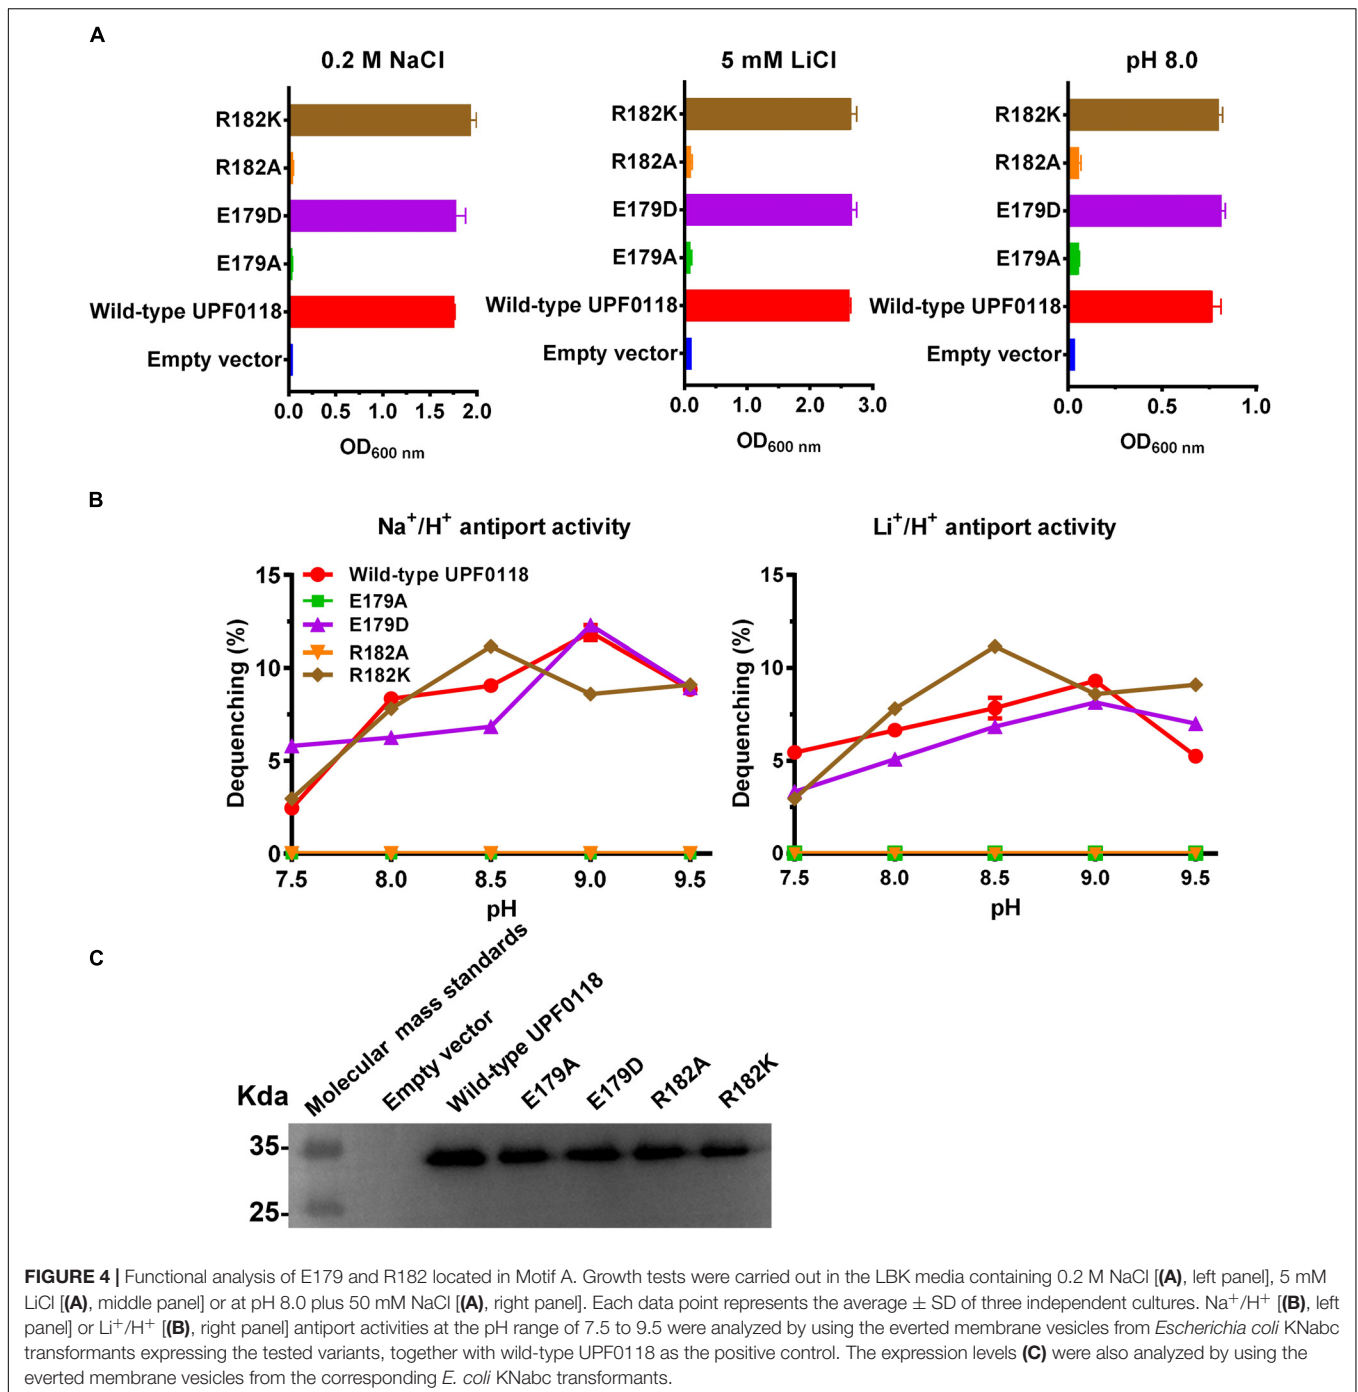 A
0.2 M NaCl
R182K
R182A
E179D
E179A
Wild-type UPF0118
Empty vector
0.0 0.5 1.0 1.5 2.0
OD600 nm
5 mM LiCl
R182K
R182A
E179D
E179A
Wild-type UPF0118
Empty vector
0.0 1.0 2.0 3.0
OD600 nm
pH 8.0
R182K
R182A
E179D
E179A
Wild-type UPF0118
Empty vector
0.0 0.5 1.0
OD600 nm
B
Na+/H+ antiport activity
Wild-type UPF0118
E179A
E179D
R182A
R182K
Dequenching (%)
15
10
5
0
7.5 8.0 8.5 9.0 9.5
pH
Li+/H+ antiport activity
Dequenching (%)
15
10
5
0
7.5 8.0 8.5 9.0 9.5
pH
C
Kda
Molecular mass standards
Empty vector
Wild-type UPF0118
E179A
E179D
R182A
R182K
35
25
FIGURE 4 | Functional analysis of E179 and R182 located in Motif A. Growth tests were carried out in the LBK media containing 0.2 M NaCl [(A), left panel], 5 mM
LiCl [(A), middle panel] or at pH 8.0 plus 50 mM NaCl [(A), right panel]. Each data point represents the average ± SD of three independent cultures. Na+/H+ [(B), left
panel] or Li+/H+ [(B), right panel] antiport activities at the pH range of 7.5 to 9.5 were analyzed by using the everted membrane vesicles from Escherichia coli KNabc
transformants expressing the tested variants, together with wild-type UPF0118 as the positive control. The expression levels (C) were also analyzed by using the
everted membrane vesicles from the corresponding E. coli KNabc transformants.